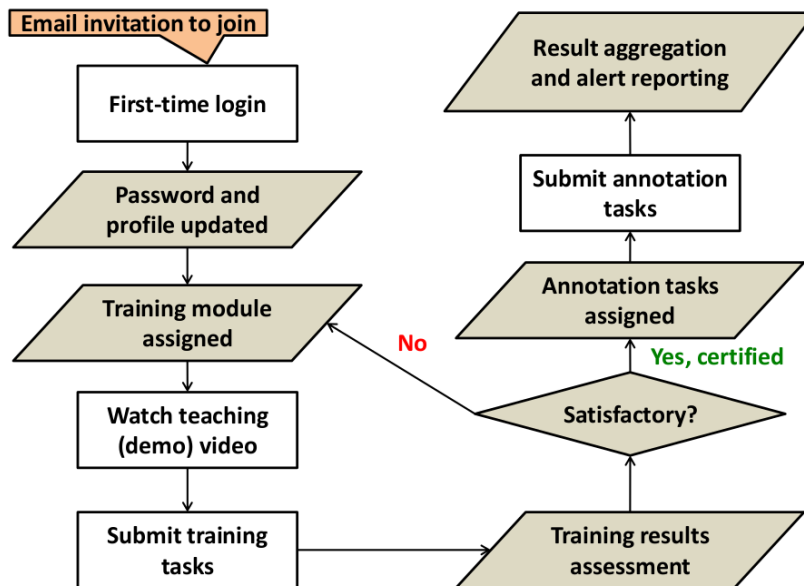 Email invitation to join
First-time login
Password and
profile updated
Training module
assigned
Watch teaching
(demo) video
Submit training
tasks
Training results
assessment
Satisfactory?
No
Yes, certified
Annotation tasks
assigned
Submit annotation
tasks
Result aggregation
and alert reporting